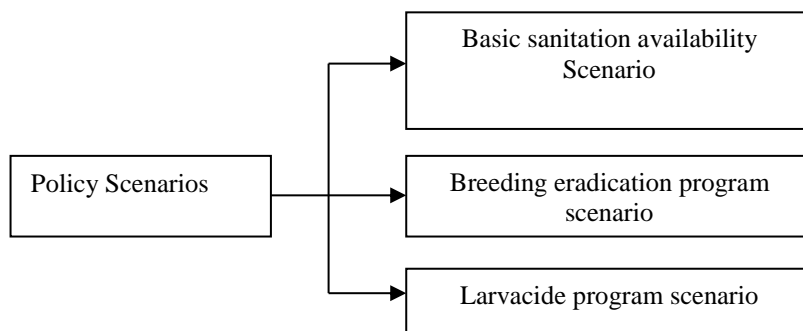 Basic sanitation availability
Scenario
Policy Scenarios
Breeding eradication program
scenario
Larvacide program scenario